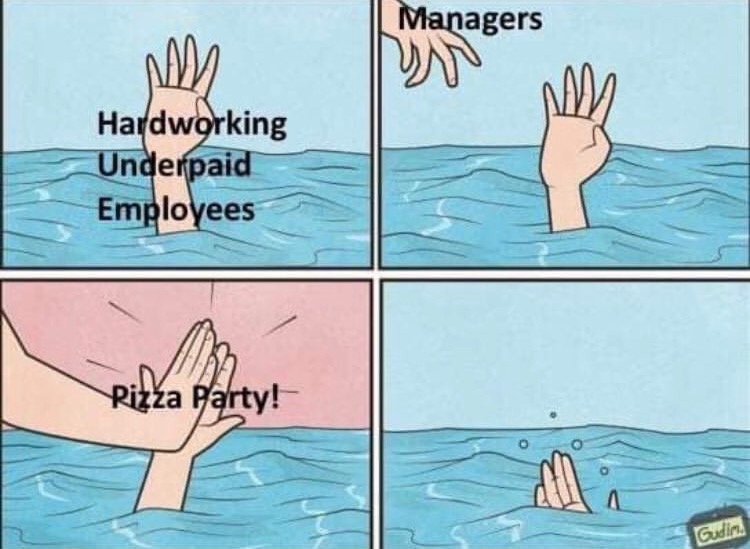 Hardworking
Underpaid
Employees
Managers
Pizza Party!
Gudim.